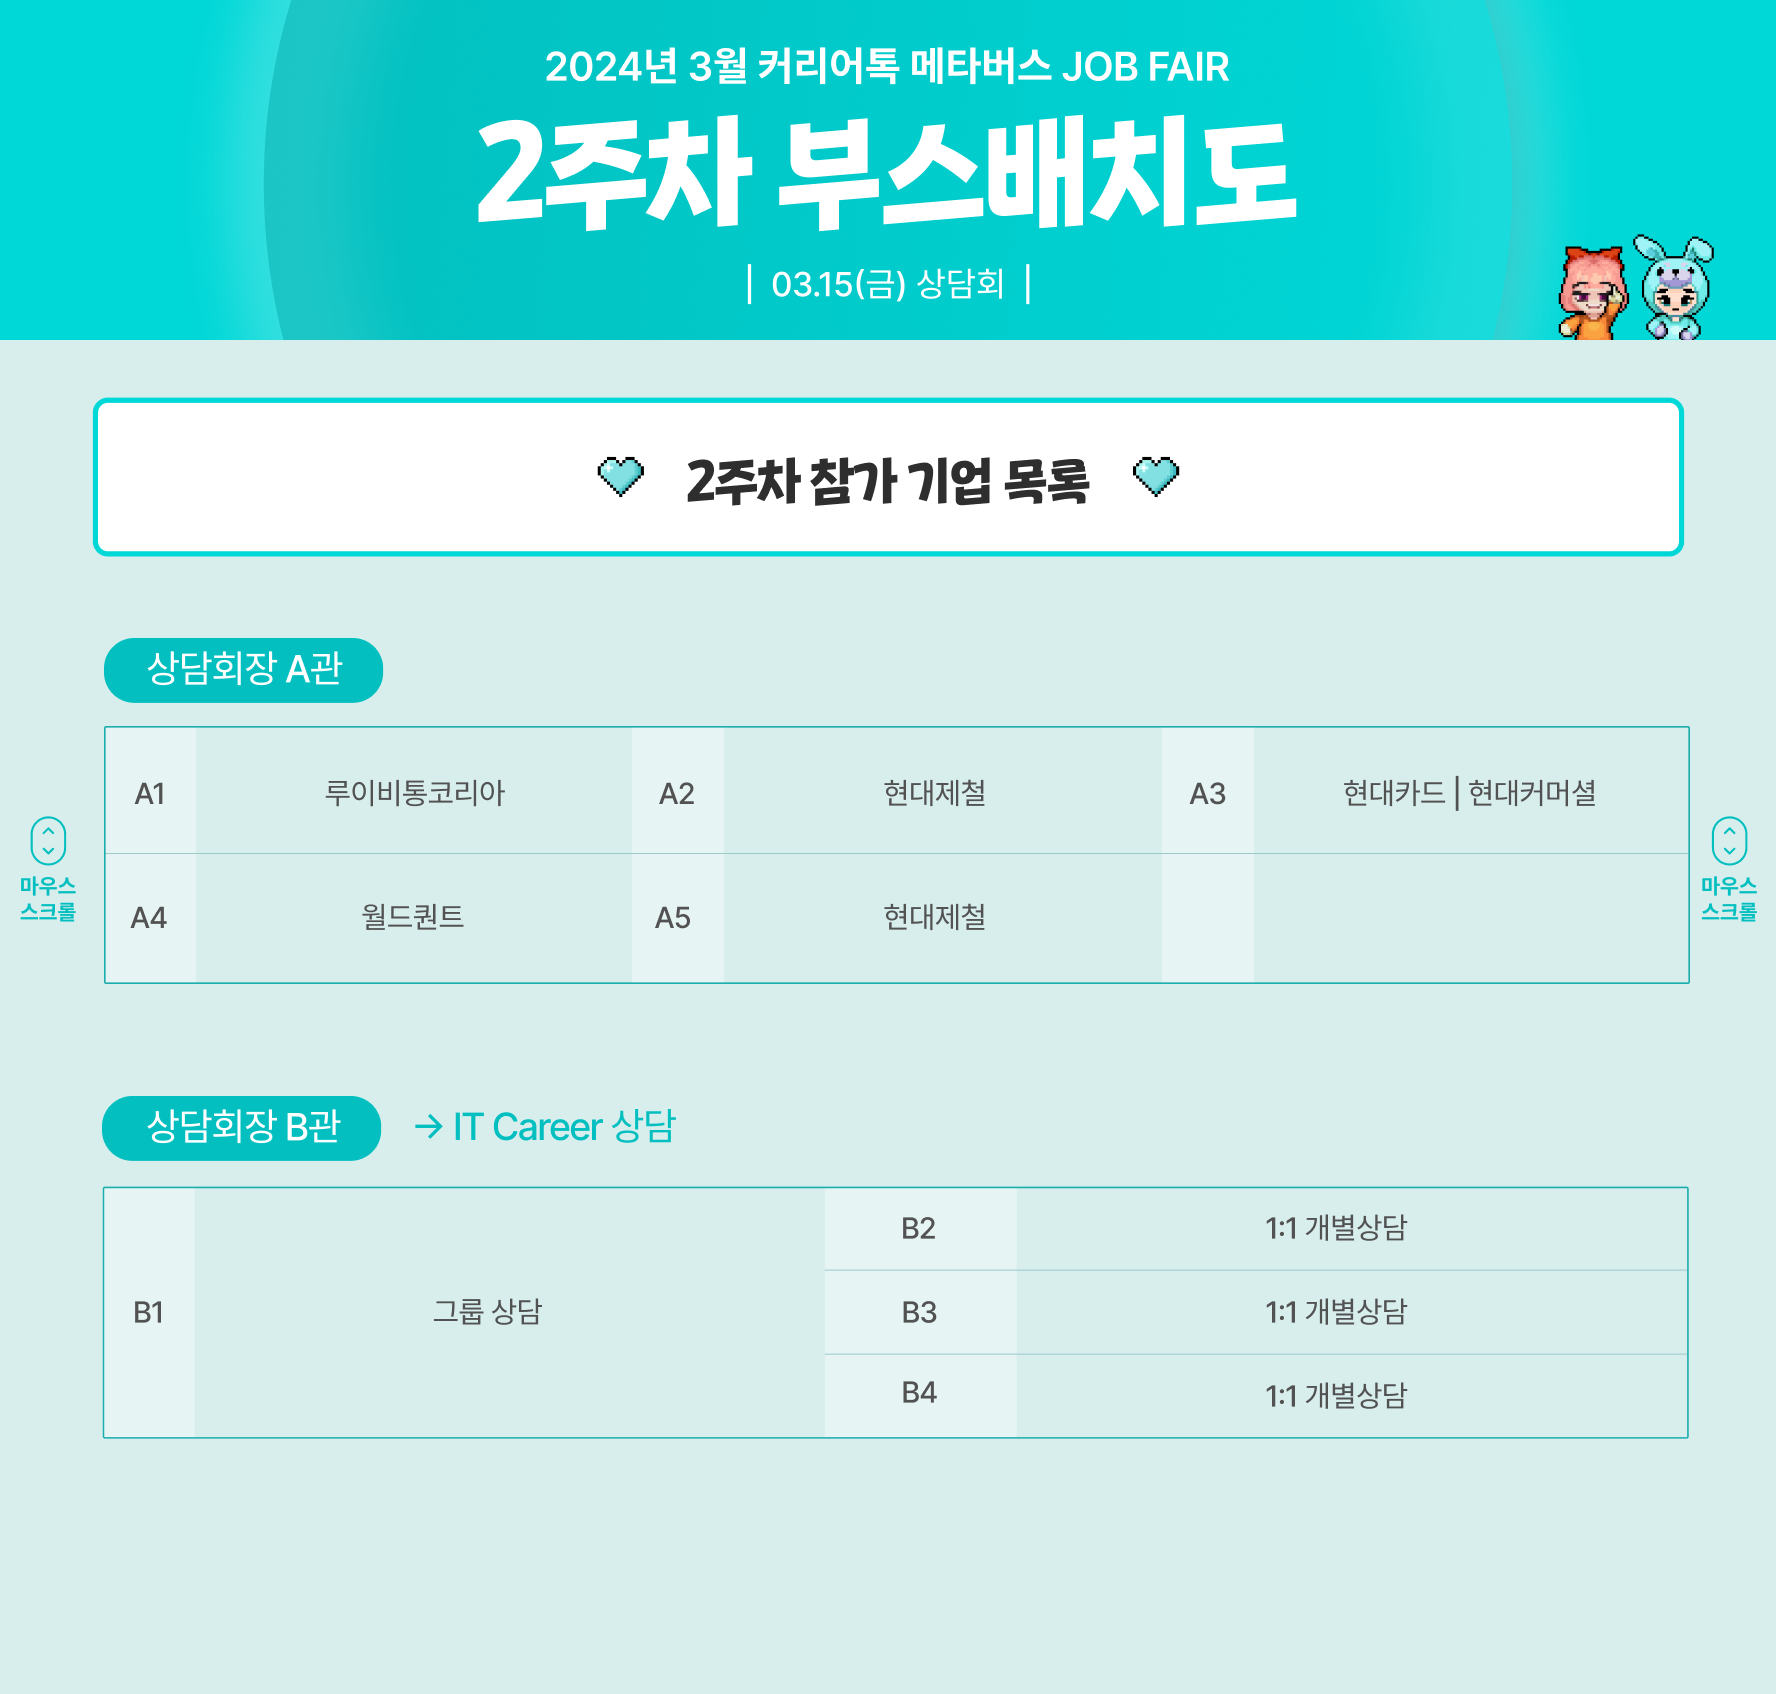 2024년 3월 커리어톡 메타버스 JOB FAIR
2주차 부스배치도
| 03.15(금) 상담회 |
2주차 참가 기업 목록
상담회장 A관
A1 루이비통코리아 A2 현대제철 A3 현대카드 | 현대커머셜
A4 월드퀀트 A5 현대제철
마우스
스크롤
마우스
스크롤
상담회장 B관 → IT Career 상담
B1 그룹 상담
B2 1:1 개별상담
B3 1:1 개별상담
B4 1:1 개별상담